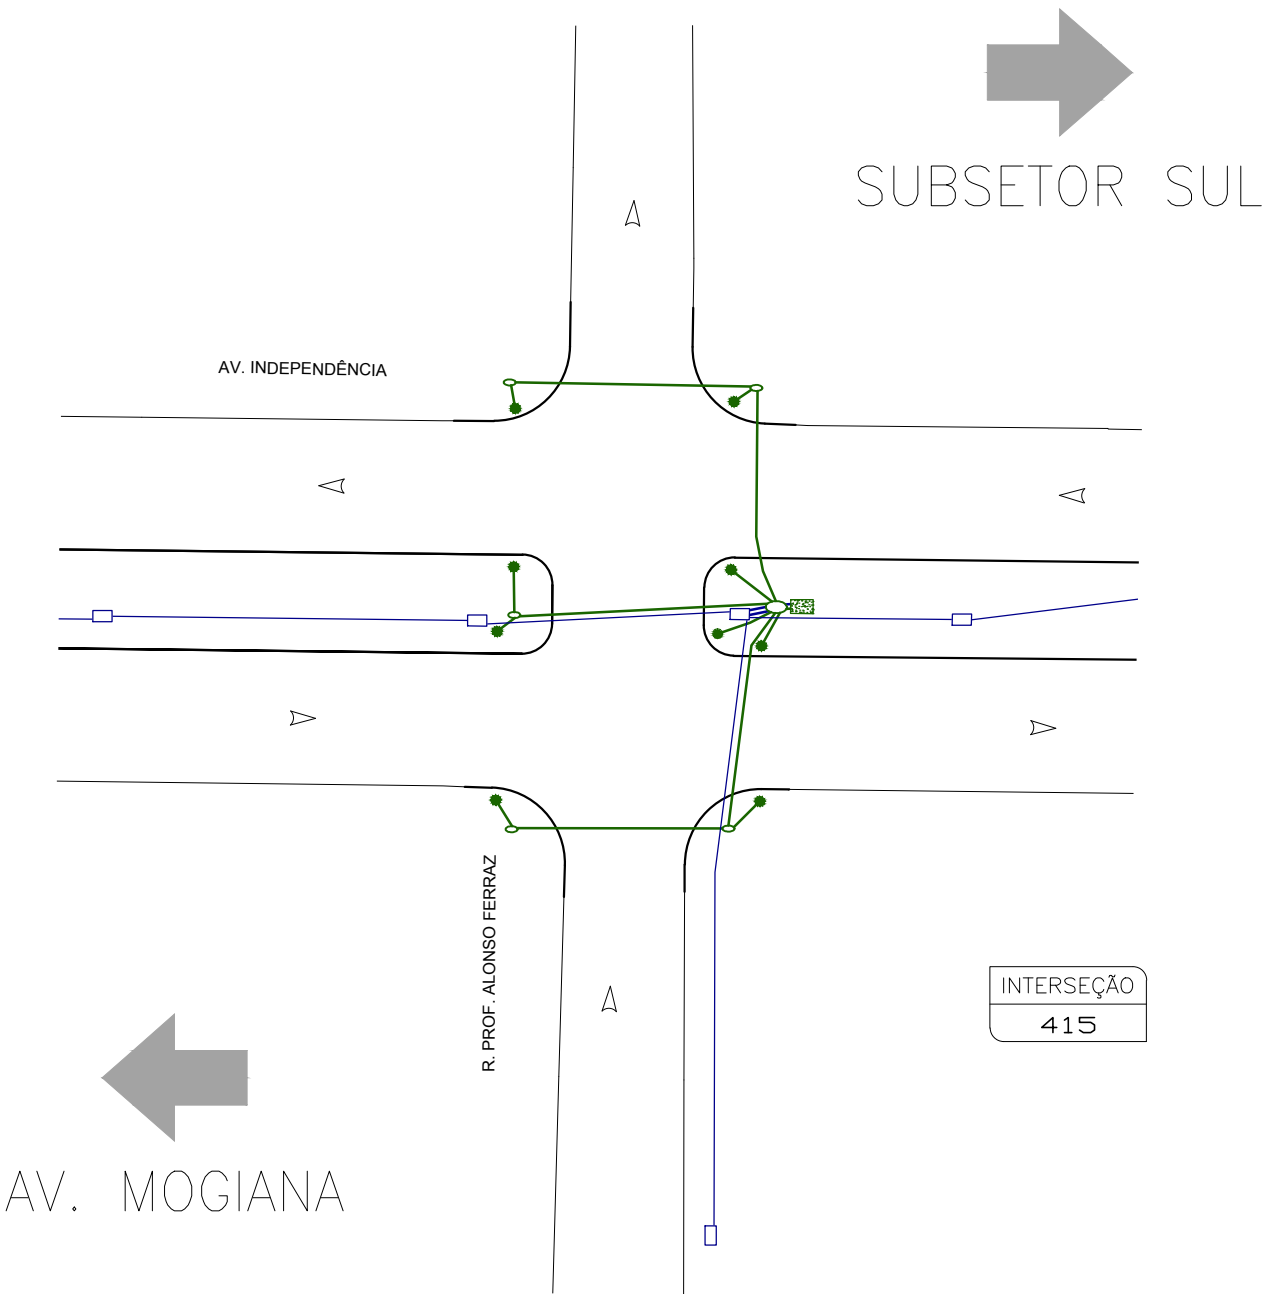 SUBSETOR SUL
AV. INDEPENDÊNCIA
R. PROF. ALONSO FERRAZ
INTERSEÇÃO
415
AV. MOGIANA